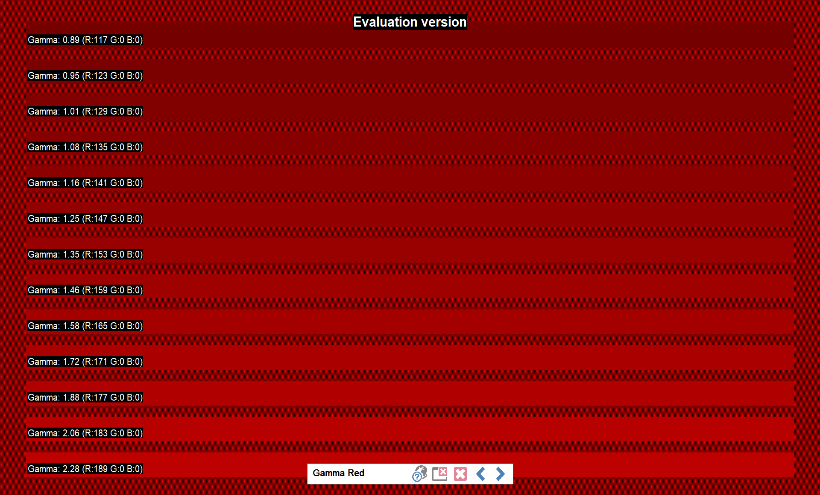 Evaluation version
Gamma: 0.89 (R:117 G:0 B:0)
Gamma: 0.95 (R:123 G:0 B:0)
Gamma: 1.01 (R:129 G:0 B:0)
Gamma: 1.08 (R:135 G:0 B:0)
Gamma: 1.16 (R:141 G:0 B:0)
Gamma: 1.25 (R:147 G:0 B:0)
Gamma: 1.35 (R:153 G:0 B:0)
Gamma: 1.46 (R:159 G:0 B:0)
Gamma: 1.58 (R:165 G:0 B:0)
Gamma: 1.72 (R:171 G:0 B:0)
Gamma: 1.88 (R:177 G:0 B:0)
Gamma: 2.06 (R:183 G:0 B:0)
Gamma: 2.28 (R:189 G:0 B:0)
Gamma Red